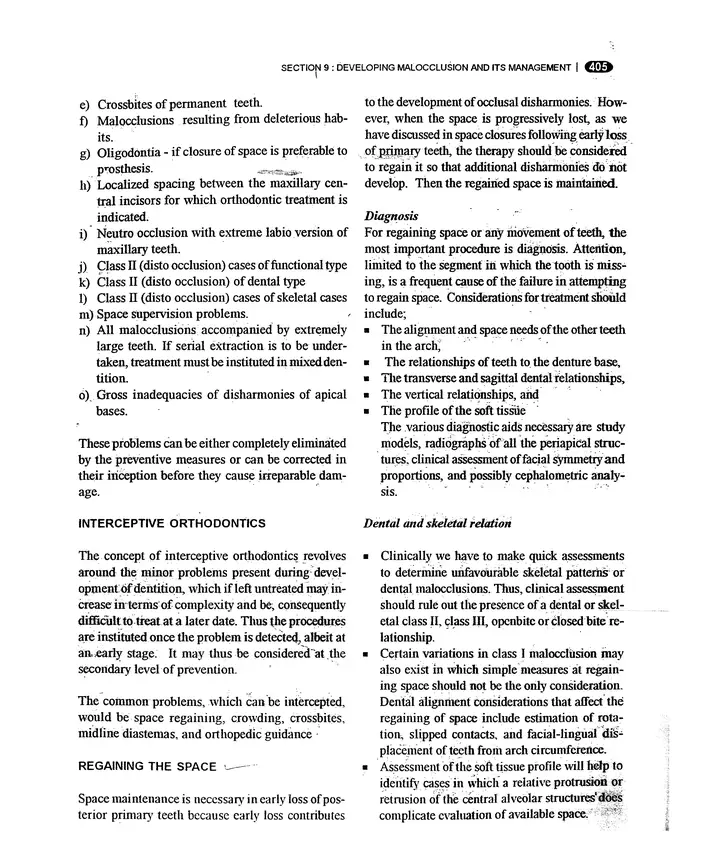 SECTION 9 : DEVELOPING MALOCCLUSION AND ITS MANAGEMENT | 405
e) Crossbites of permanent teeth.
f) Malocclusions resulting from deleterious hab-
its.
g) Oligodontia - if closure of space is preferable to
prosthesis.
h) Localized spacing between the maxillary cen-
tral incisors for which orthodontic treatment is
indicated.
i) Neutro occlusion with extreme labio version of
maxillary teeth.
j) Class II (disto occlusion) cases of functional type
k) Class II (disto occlusion) of dental type
l) Class II (disto occlusion) cases of skeletal cases
m) Space supervision problems.
n) All malocclusions accompanied by extremely
large teeth. If serial extraction is to be under-
taken, treatment must be instituted in mixed den-
tition.
o) Gross inadequacies of disharmonies of apical
bases.
These problems can be either completely eliminated
by the preventive measures or can be corrected in
their inception before they cause irreparable dam-
age.
INTERCEPTIVE ORTHODONTICS
The concept of interceptive orthodontics revolves
around the minor problems present during devel-
opment of dentition, which if left untreated may in-
crease in terms of complexity and be, consequently
difficult to treat at a later date. Thus the procedures
are instituted once the problem is detected, albeit at
an early stage. It may thus be considered at the
secondary level of prevention.
The common problems, which can be intercepted,
would be space regaining, crowding, crossbites,
midline diastemas, and orthopedic guidance
REGAINING THE SPACE
Space maintenance is necessary in early loss of pos-
terior primary teeth because early loss contributes
to the development of occlusal disharmonies. How-
ever, when the space is progressively lost, as we
have discussed in space closures following early loss
of primary teeth, the therapy should be considered
to regain it so that additional disharmonies do not
develop. Then the regained space is maintained.
Diagnosis
For regaining space or any movement of teeth, the
most important procedure is diagnosis. Attention,
limited to the segment in which the tooth is miss-
ing, is a frequent cause of the failure in attempting
to regain space. Considerations for treatment should
include;
▪ The alignment and space needs of the other teeth
in the arch,
▪ The relationships of teeth to the denture base,
▪ The transverse and sagittal dental relationships,
▪ The vertical relationships, and
▪ The profile of the soft tissue
The various diagnostic aids necessary are study
models, radiographs of all the periapical struc-
tures, clinical assessment of facial symmetry and
proportions, and possibly cephalometric analy-
sis.
Dental and skeletal relation
▪ Clinically we have to make quick assessments
to determine unfavourable skeletal patterns or
dental malocclusions. Thus, clinical assessment
should rule out the presence of a dental or skel-
etal class II, class III, openbite or closed bite re-
lationship.
▪ Certain variations in class I malocclusion may
also exist in which simple measures at regain-
ing space should not be the only consideration.
Dental alignment considerations that affect the
regaining of space include estimation of rota-
tion, slipped contacts, and facial-lingual dis-
placement of teeth from arch circumference.
▪ Assessment of the soft tissue profile will help to
identify cases in which a relative protrusion or
retrusion of the central alveolar structures does
complicate evaluation of available space.